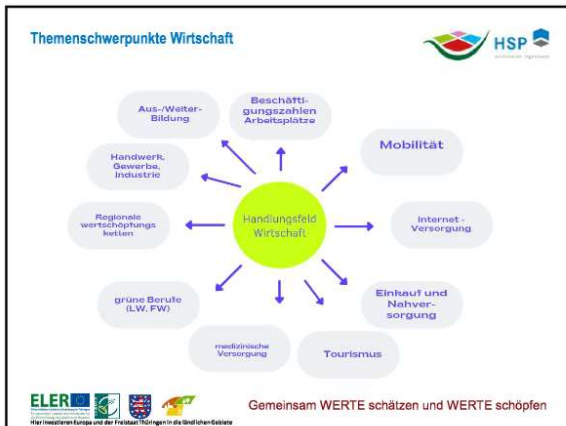 Themenschwerpunkte Wirtschaft
HSP
Aus-/Weiter-
Bildung
Beschäfti-
gungszahlen
Arbeitsplätze
Mobilität
Handwerk,
Gewerbe,
Industrie
Regionale
wertschöpfungs
ketten
Handlungsfeld
Wirtschaft
Internet -
Versorgung
grüne Berufe
(LW, FW)
medizinische
Versorgung
Tourismus
Einkauf und
Nahver-
sorgung
ELER
Hier investieren Europa und der Freistaat Thüringen in die ländlichen Gebiete
Gemeinsam WERTE schätzen und WERTE schöpfen